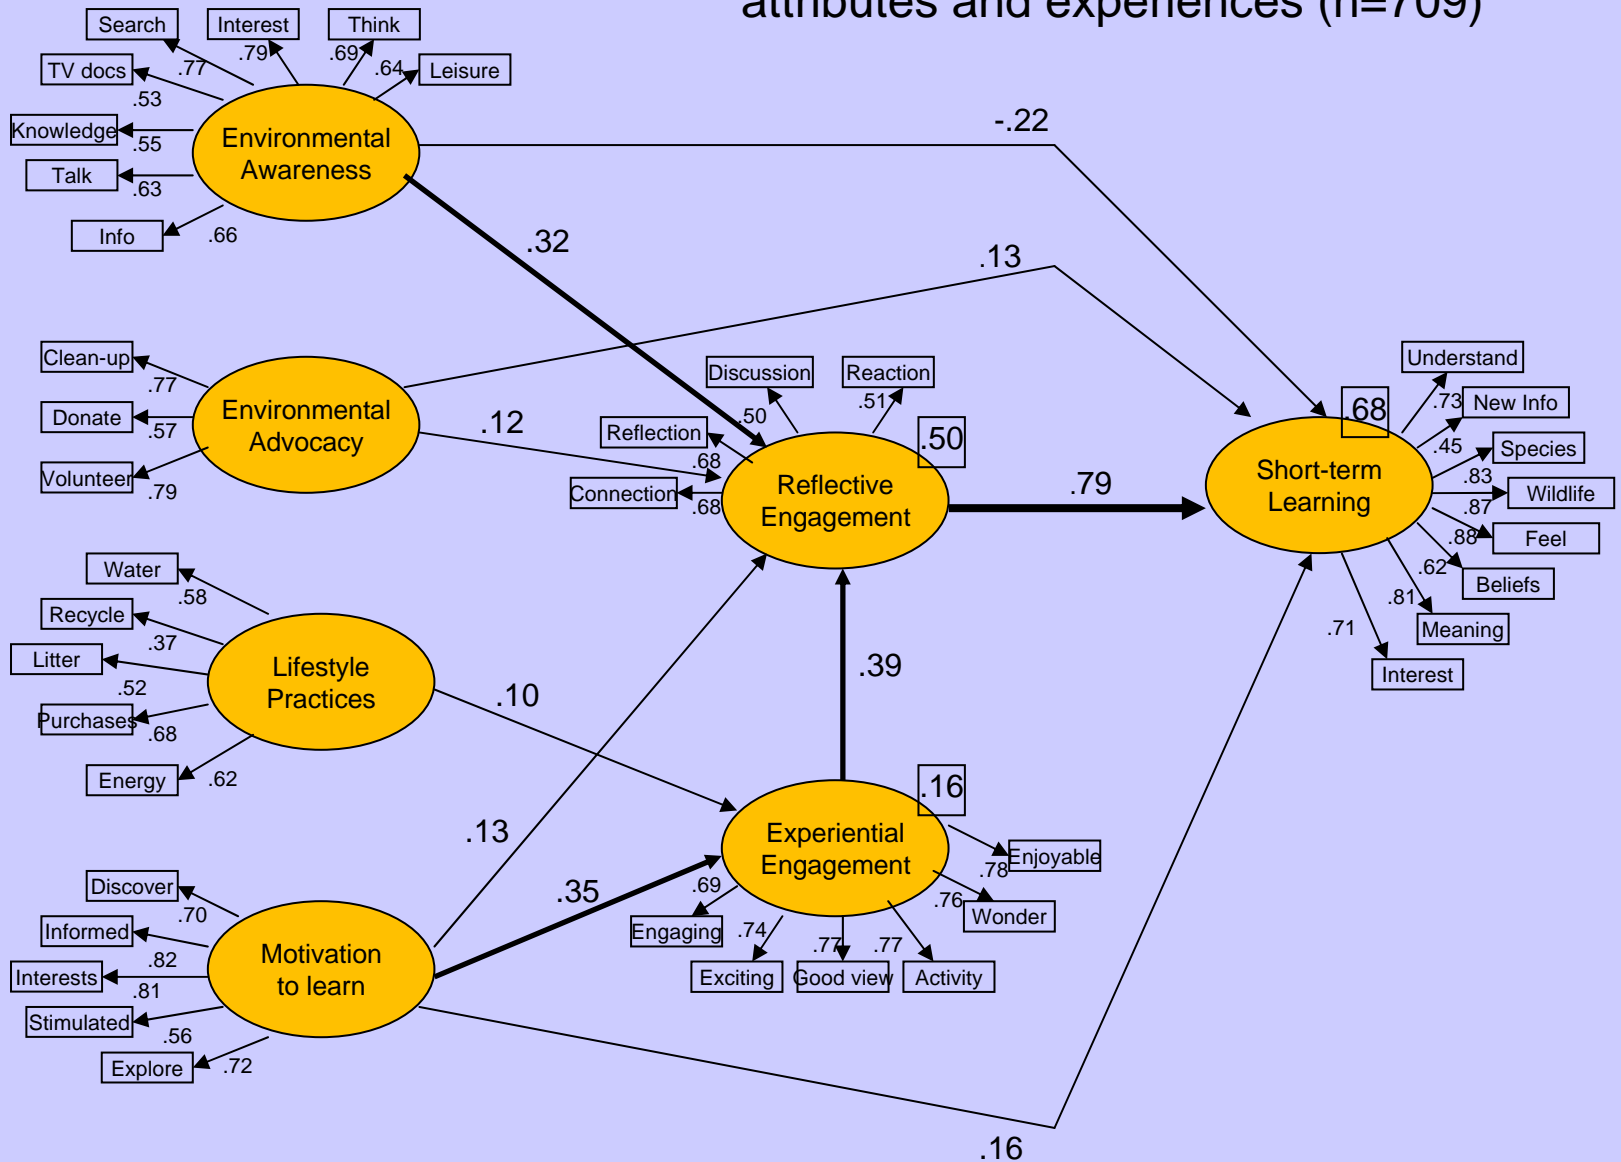 attributes and experiences (n=709)
Search
Interest
Think
TV docs
Leisure
.77
.79
.69
.64
.53
Knowledge
.55
Talk
.63
Info
.66
Environmental
Awareness
-.22
.32
.13
Clean-up
.77
Donate
.57
Volunteer
.79
Environmental
Advocacy
.12
Discussion
Reaction
.50
.51
Reflection
.68
Connection
.68
.50
Reflective
Engagement
.79
.68
Short-term
Learning
Understand
.73
New Info
.45
Species
.83
Wildlife
.87
Feel
.88
Beliefs
.62
Meaning
.81
Interest
.71
Water
.58
Recycle
.37
Litter
.52
Purchases
.68
Energy
.62
Lifestyle
Practices
.10
.39
.13
.35
.16
Experiential
Engagement
Enjoyable
.78
Wonder
.76
.69
Engaging
.74
Exciting
.77
Good view
.77
Activity
Discover
.70
Informed
.82
Interests
.81
Stimulated
.56
Explore
.72
Motivation
to learn
.16